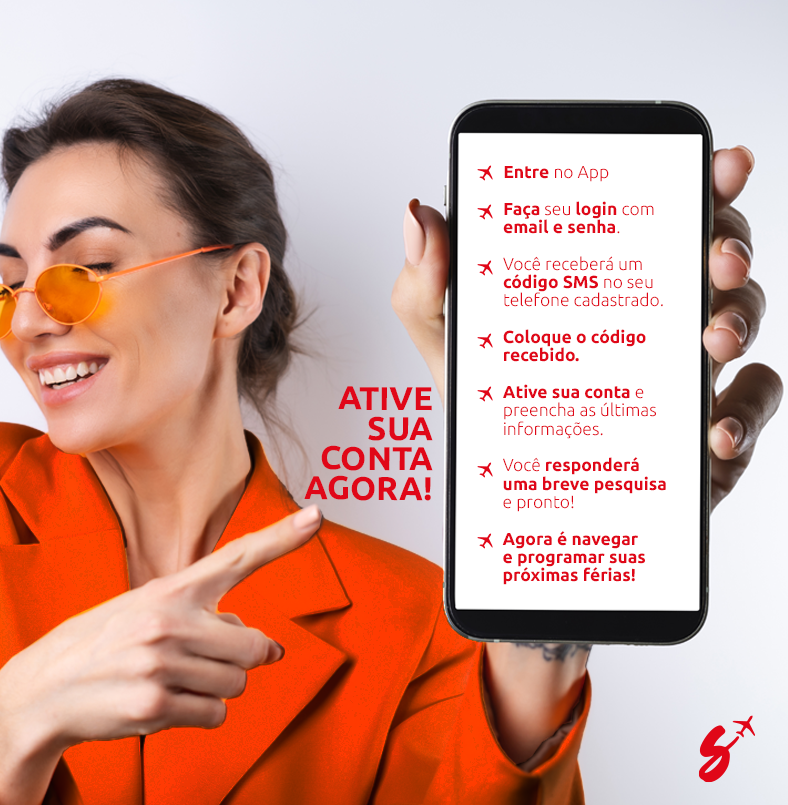 ATIVE
SUA
CONTA
AGORA!
Entre no App
Faça seu login com
email e senha.
Você receberá um
código SMS no seu
telefone cadastrado.
Coloque o código
recebido.
Ative sua conta e
preencha as últimas
informações.
Você responderá
uma breve pesquisa
e pronto!
Agora é navegar
e programar suas
próximas férias!
S